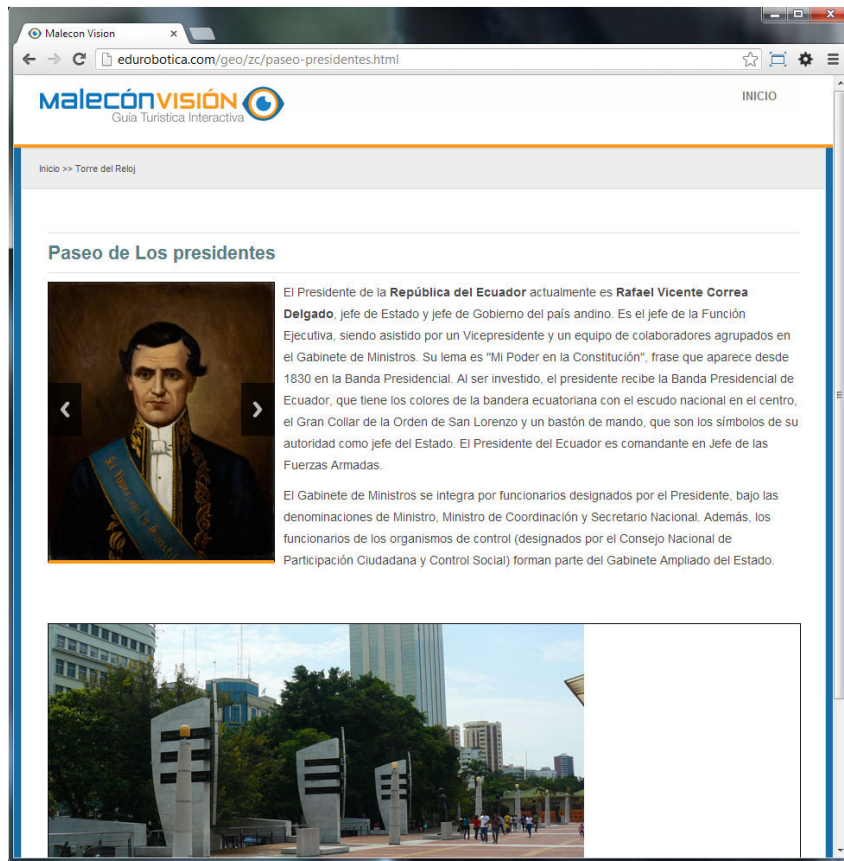 Malecon Vision
edurobotica.com/geo/zc/paseo-presidentes.html
malecónvisión
Guía Turistica Interactiva
INICIO
Inicio >> Torre del Reloj
Paseo de Los presidentes
El Presidente de la República del Ecuador actualmente es Rafael Vicente Correa
Delgado, jefe de Estado y jefe de Gobierno del país andino. Es el jefe de la Función
Ejecutiva, siendo asistido por un Vicepresidente y un equipo de colaboradores agrupados en
el Gabinete de Ministros. Su lema es "Mi Poder en la Constitución", frase que aparece desde
1830 en la Banda Presidencial. Al ser investido, el presidente recibe la Banda Presidencial de
Ecuador, que tiene los colores de la bandera ecuatoriana con el escudo nacional en el centro,
el Gran Collar de la Orden de San Lorenzo y un bastón de mando, que son los símbolos de su
autoridad como jefe del Estado. El Presidente del Ecuador es comandante en Jefe de las
Fuerzas Armadas.
El Gabinete de Ministros se integra por funcionarios designados por el Presidente, bajo las
denominaciones de Ministro, Ministro de Coordinación y Secretario Nacional. Además, los
funcionarios de los organismos de control (designados por el Consejo Nacional de
Participación Ciudadana y Control Social) forman parte del Gabinete Ampliado del Estado.